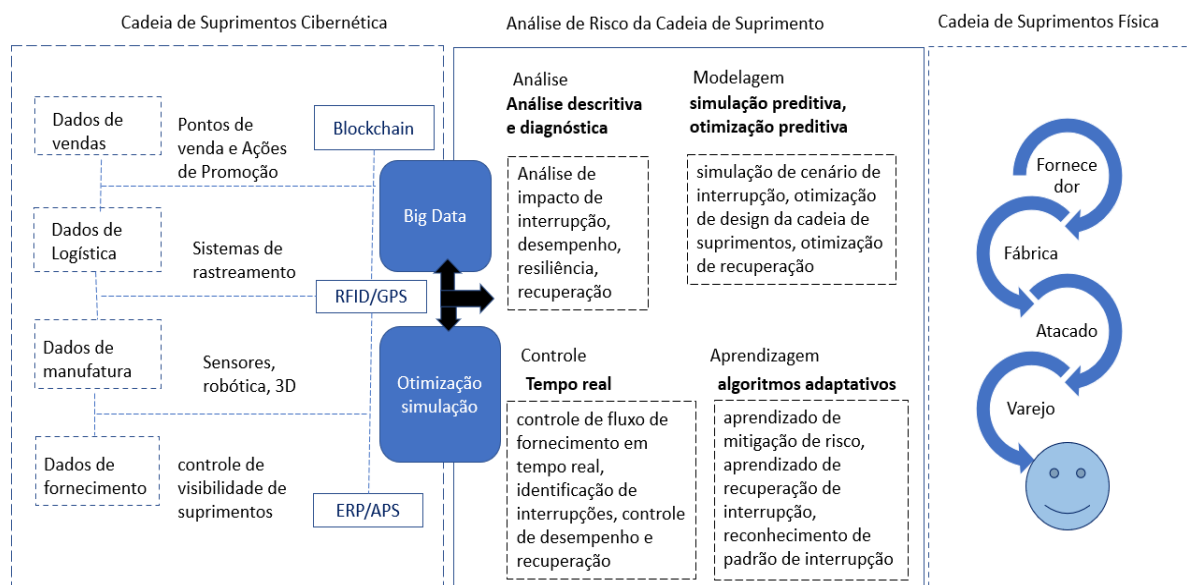 Cadeia de Suprimentos Cibernética
Análise de Risco da Cadeia de Suprimento
Cadeia de Suprimentos Física
Dados de
vendas
Pontos de
venda e Ações
de Promoção
Blockchain
Dados de
Logística
Sistemas de
rastreamento
RFID/GPS
Dados de
manufatura
Sensores,
robótica, 3D
Dados de
fornecimento
controle de
visibilidade de
suprimentos
ERP/APS
Big Data
Otimização
simulação
Análise
Análise descritiva
e diagnóstica
Análise de
impacto de
interrupção,
desempenho,
resiliência,
recuperação
Modelagem
simulação preditiva,
otimização preditiva
simulação de cenário de
interrupção, otimização
de design da cadeia de
suprimentos, otimização
de recuperação
Controle
Tempo real
controle de fluxo de
fornecimento em
tempo real,
identificação de
interrupções, controle
de desempenho e
recuperação
Aprendizagem
algoritmos adaptativos
aprendizado de
mitigação de risco,
aprendizado de
recuperação de
interrupção,
reconhecimento de
padrão de interrupção
Fornece
dor
Fábrica
Atacado
Varejo